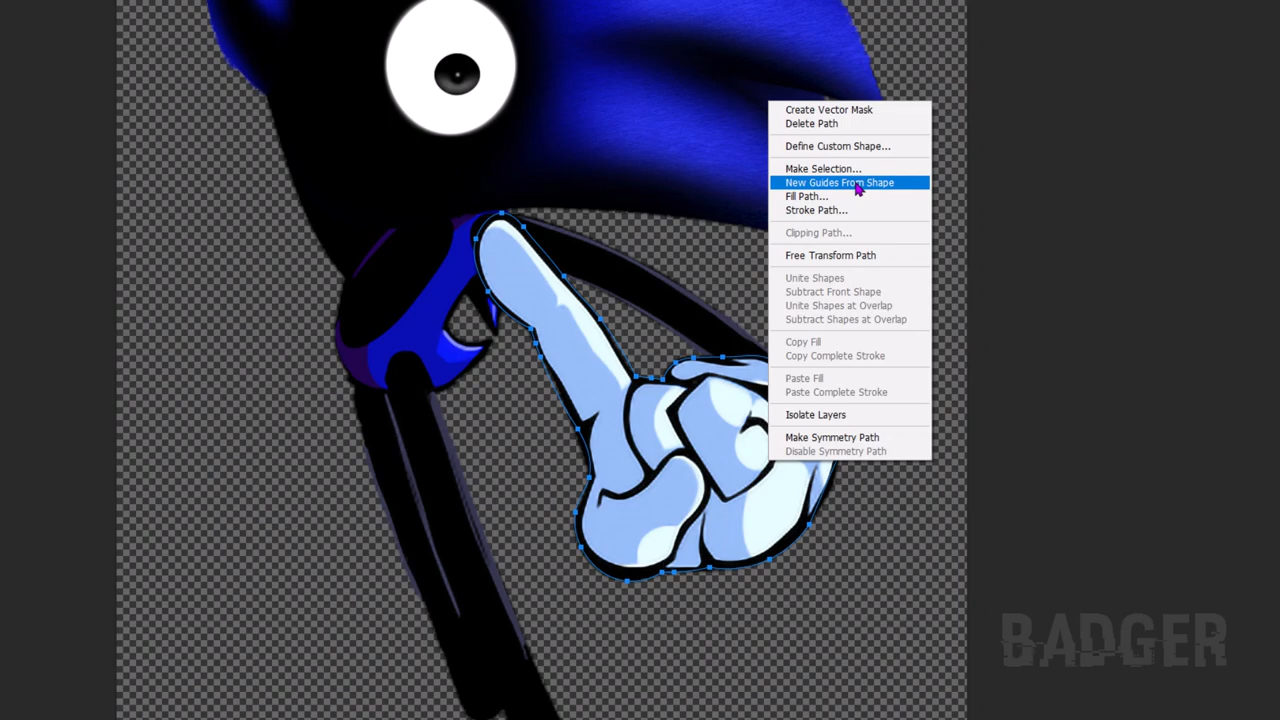 Create Vector Mask
Delete Path
Define Custom Shape...
Make Selection...
New Guides From Shape
Fill Path...
Stroke Path...
Clipping Path...
Free Transform Path
Unite Shapes
Subtract Front Shape
Unite Shapes at Overlap
Subtract Shapes at Overlap
Copy Fill
Copy Complete Stroke
Paste Fill
Paste Complete Stroke
Isolate Layers
Make Symmetry Path
Disable Symmetry Path
BADGER